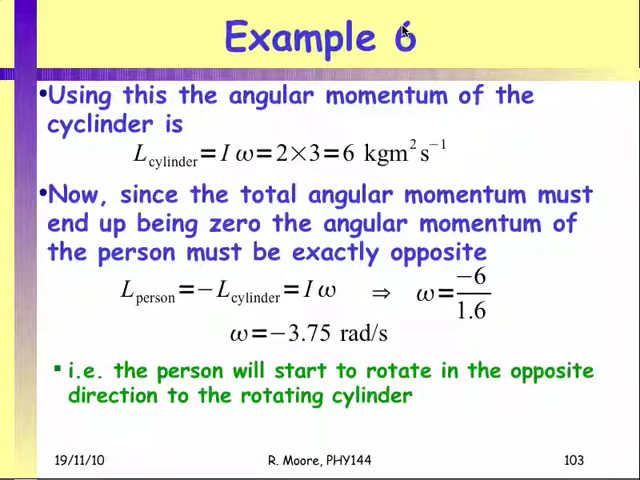 Example 6
•Using this the angular momentum of the
cyclinder is
L_cylinder = I ω = 2×3 = 6 kgm² s⁻¹
•Now, since the total angular momentum must
end up being zero the angular momentum of
the person must be exactly opposite
L_person = −L_cylinder = I ω ⇒ ω = −6/1.6
ω = −3.75 rad/s
▪ i.e. the person will start to rotate in the opposite
direction to the rotating cylinder
19/11/10 R. Moore, PHY144 103